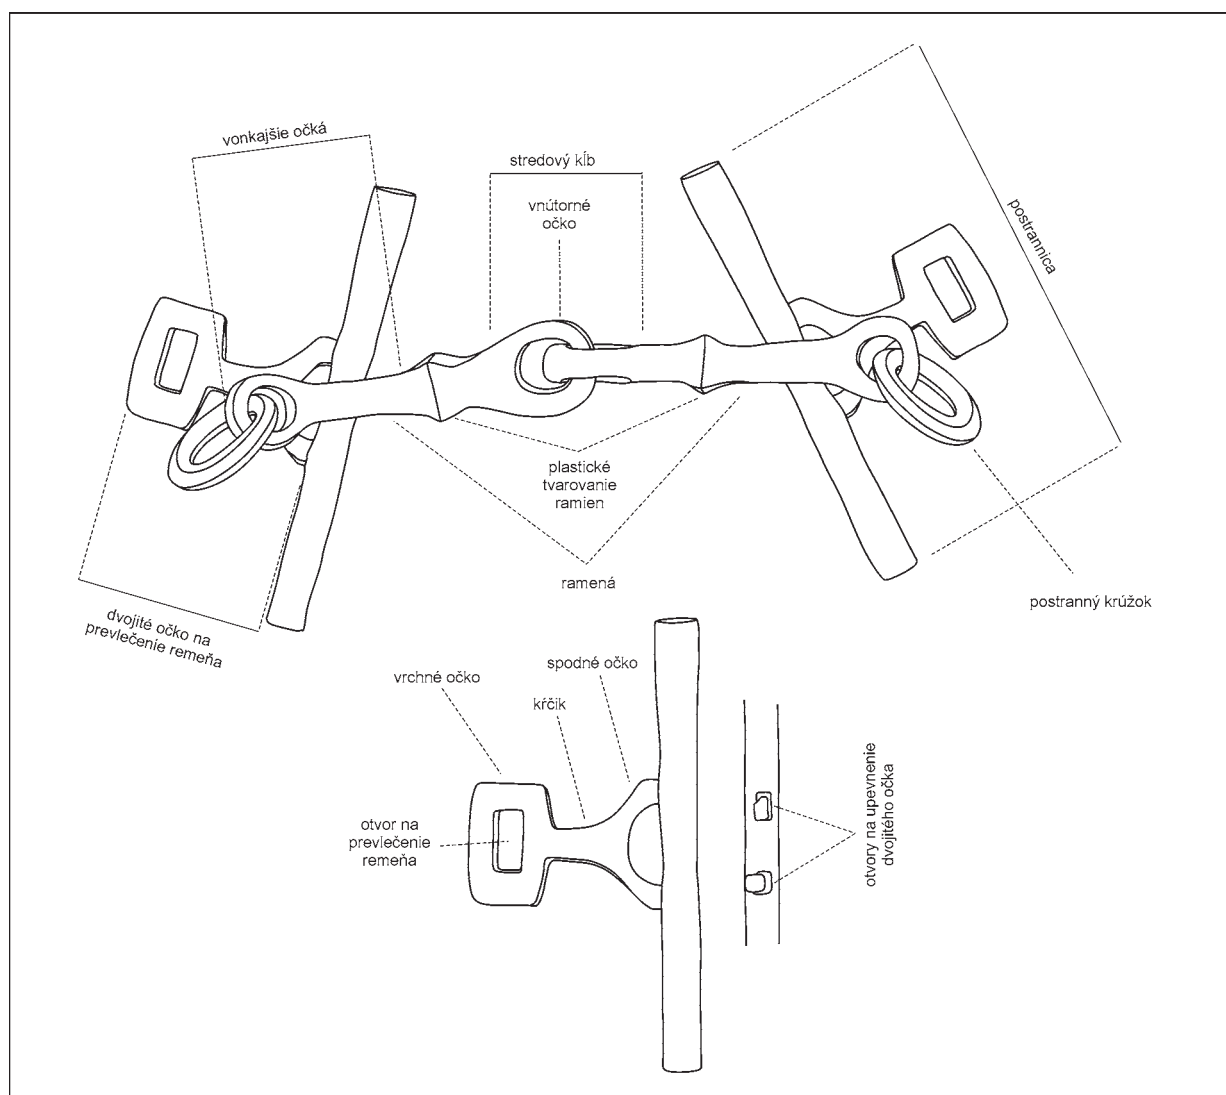 vonkajšie očká
stredový kĺb
vnútorné
očko
postrannica
plastické
tvarovanie
ramien
ramená
postranný krúžok
dvojité očko na
prevlečenie remeňa
vrchné očko
spodné očko
kŕčik
otvor na
prevlečenie
remeňa
otvory na upevnenie
dvojitého očka